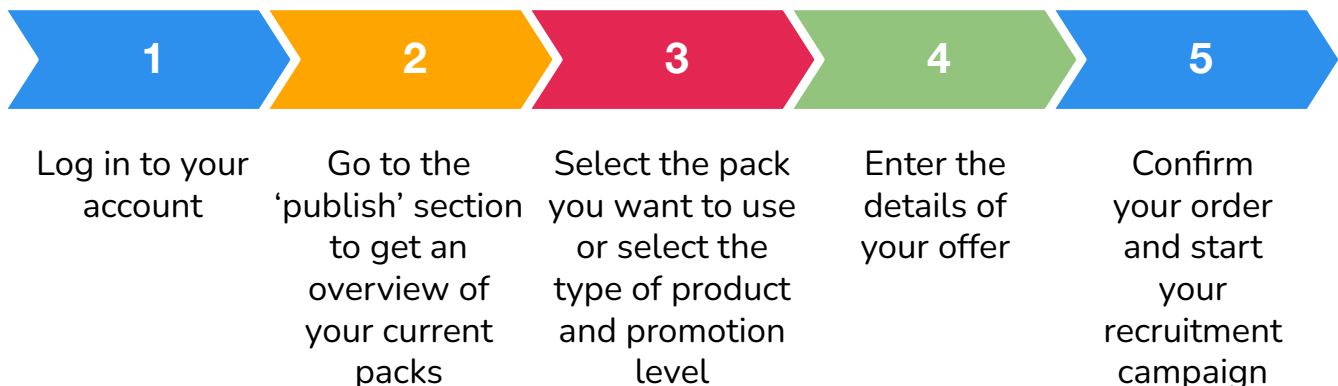 1
2
3
4
5
Log in to your
account
Go to the
‘publish’ section
to get an
overview of
your current
packs
Select the pack
you want to use
or select the
type of product
and promotion
level
Enter the
details of
your offer
Confirm
your order
and start
your
recruitment
campaign